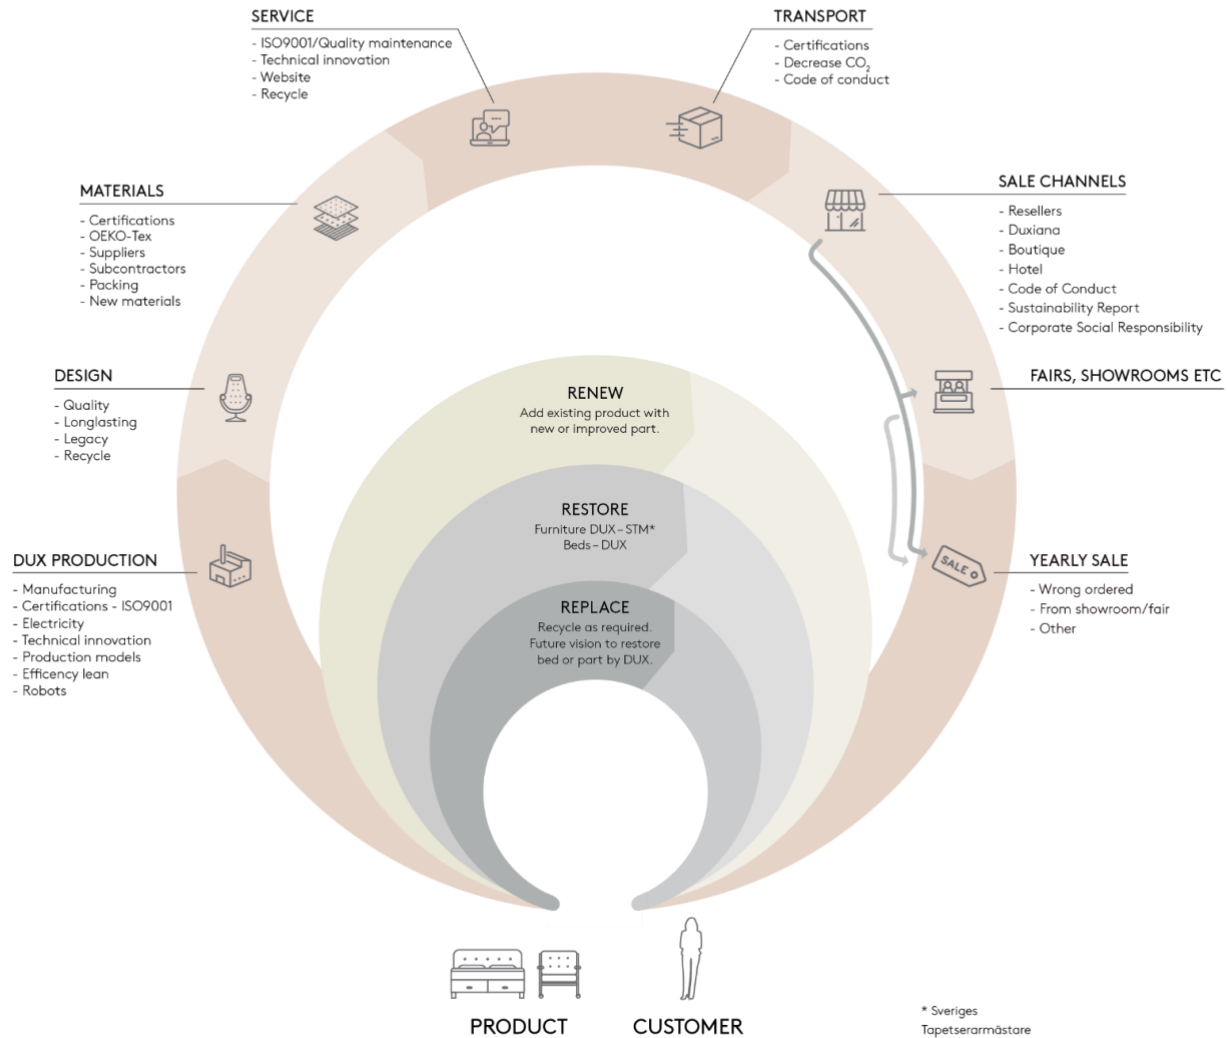 SERVICE
- ISO9001/Quality maintenance
- Technical innovation
- Website
- Recycle
TRANSPORT
- Certifications
- Decrease CO₂
- Code of conduct
MATERIALS
- Certifications
- OEKO-Tex
- Suppliers
- Subcontractors
- Packing
- New materials
SALE CHANNELS
- Resellers
- Duxiana
- Boutique
- Hotel
- Code of Conduct
- Sustainability Report
- Corporate Social Responsibility
DESIGN
- Quality
- Longlasting
- Legacy
- Recycle
FAIRS, SHOWROOMS ETC
RENEW
Add existing product with
new or improved part.
RESTORE
Furniture DUX – STM*
Beds – DUX
DUX PRODUCTION
- Manufacturing
- Certifications - ISO9001
- Electricity
- Technical innovation
- Production models
- Efficency lean
- Robots
REPLACE
Recycle as required.
Future vision to restore
bed or part by DUX.
SALE
YEARLY SALE
- Wrong ordered
- From showroom/fair
- Other
PRODUCT
CUSTOMER
* Sveriges
Tapetserarmästare